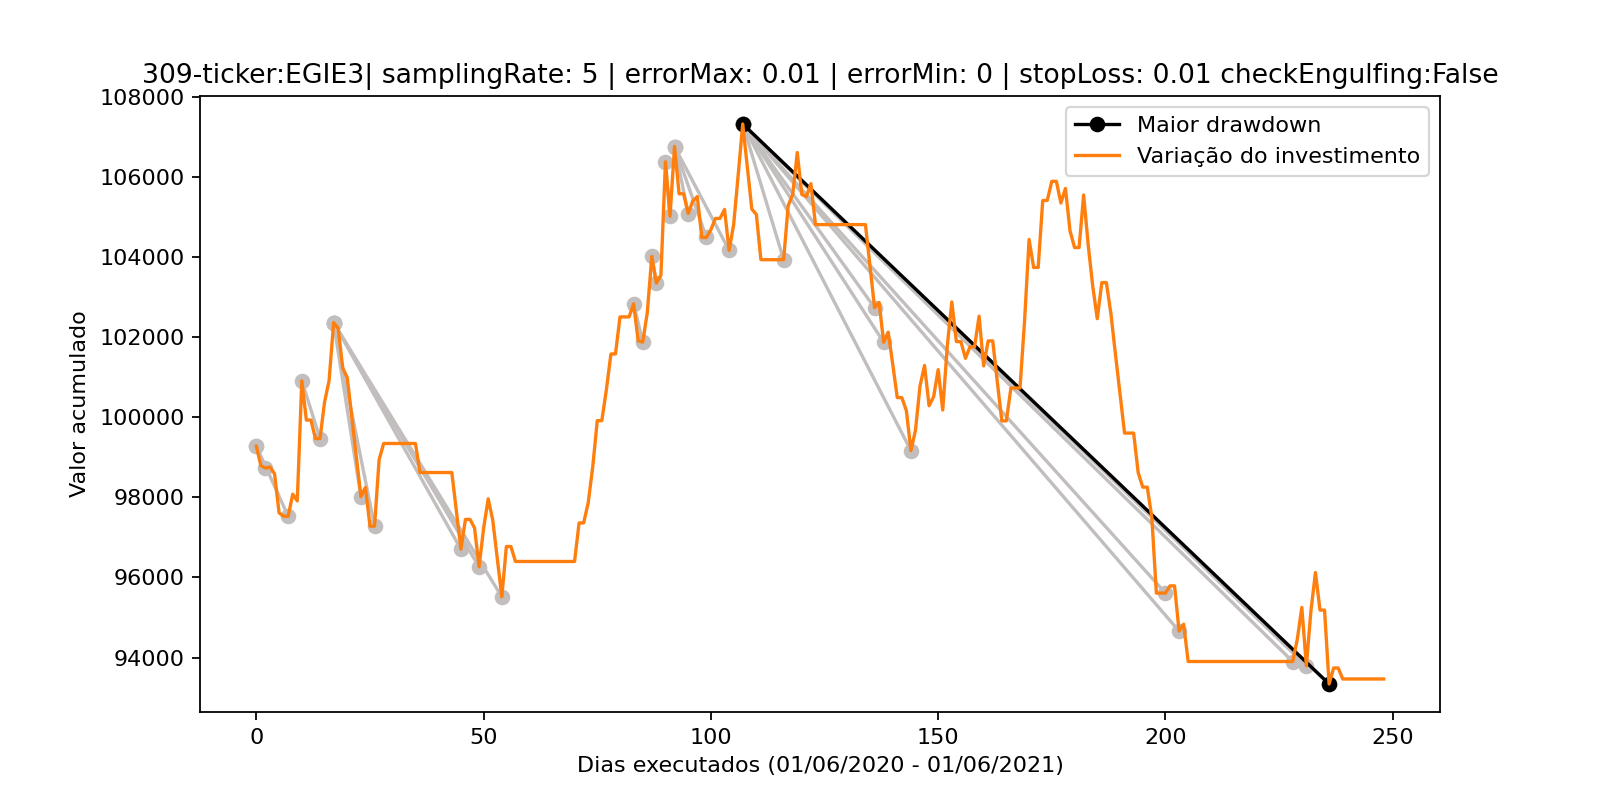 309-ticker:EGIE3| samplingRate: 5 | errorMax: 0.01 | errorMin: 0 | stopLoss: 0.01 checkEngulfing:False
Maior drawdown
Variação do investimento
Valor acumulado
108000
106000
104000
102000
100000
98000
96000
94000
0 50 100 150 200 250
Dias executados (01/06/2020 - 01/06/2021)